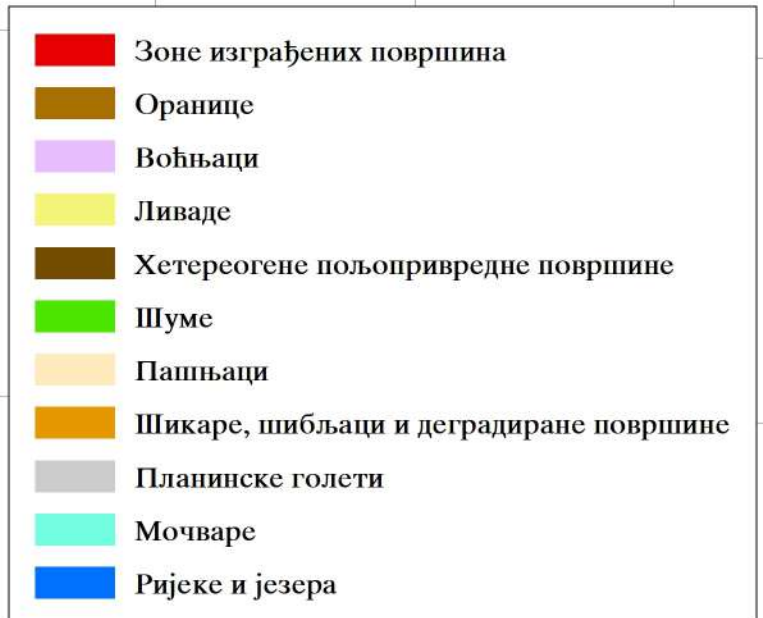 Зоне изграђених површина
Оранице
Воћњаци
Ливаде
Хетереогене пољопривредне површине
Шуме
Пашњаци
Шикаре, шибљаци и деградиране површине
Планинске голети
Мочваре
Ријеке и језера